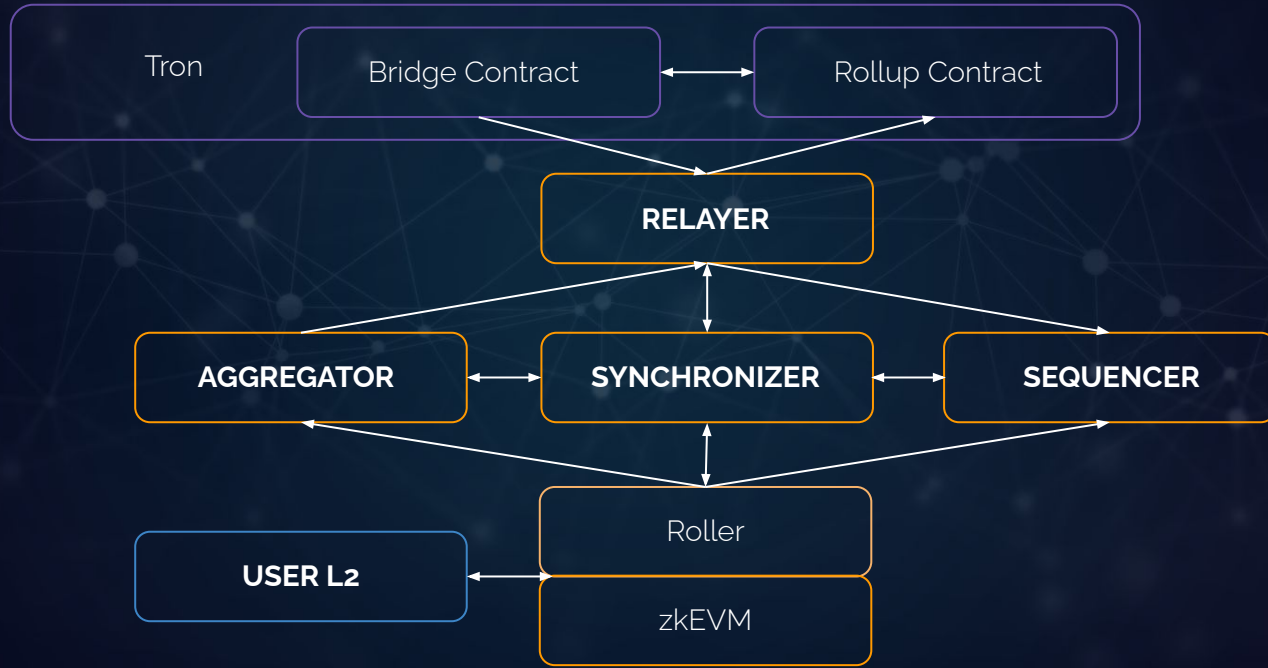 Tron
Bridge Contract
Rollup Contract
RELAYER
AGGREGATOR
SYNCHRONIZER
SEQUENCER
Roller
USER L2
zkEVM